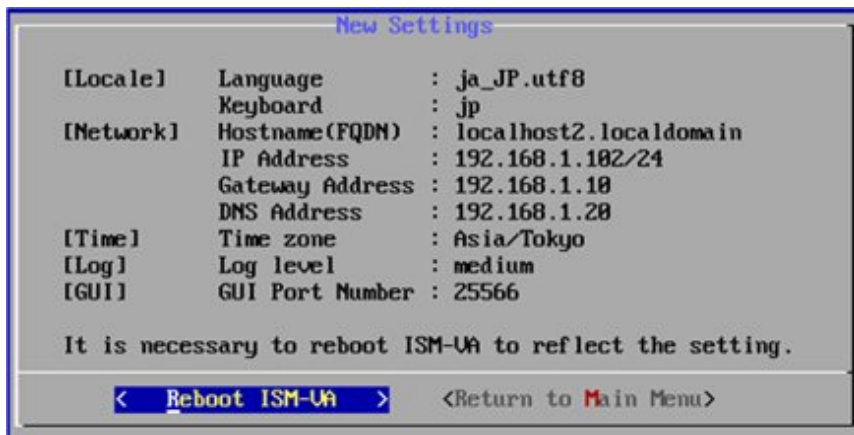 New Settings
[Locale] Language : ja_JP.utf8
Keyboard : jp
[Network] Hostname(FQDN) : localhost2.localdomain
IP Address : 192.168.1.102/24
Gateway Address : 192.168.1.10
DNS Address : 192.168.1.20
[Time] Time zone : Asia/Tokyo
[Log] Log level : medium
[GUI] GUI Port Number : 25566
It is necessary to reboot ISM-VA to reflect the setting.
< Reboot ISM-VA > <Return to Main Menu>